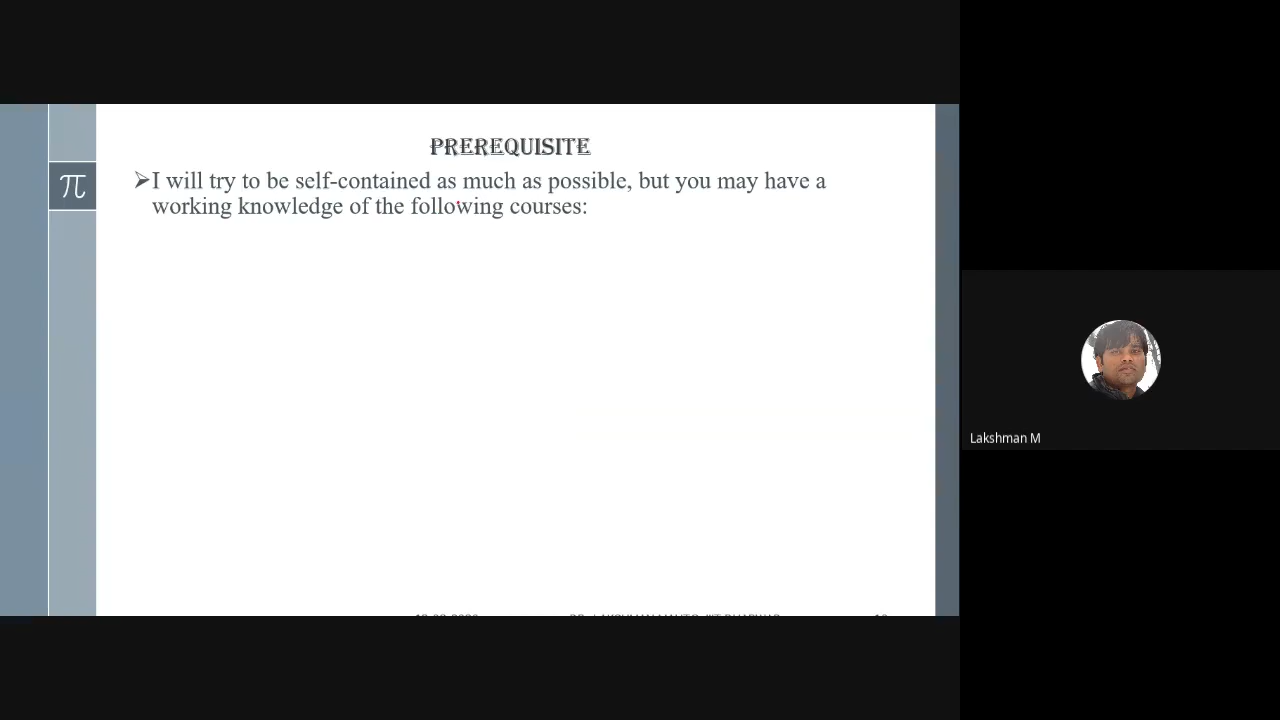 PREREQUISITE
π
➢I will try to be self-contained as much as possible, but you may have a
working knowledge of the following courses:
Lakshman M